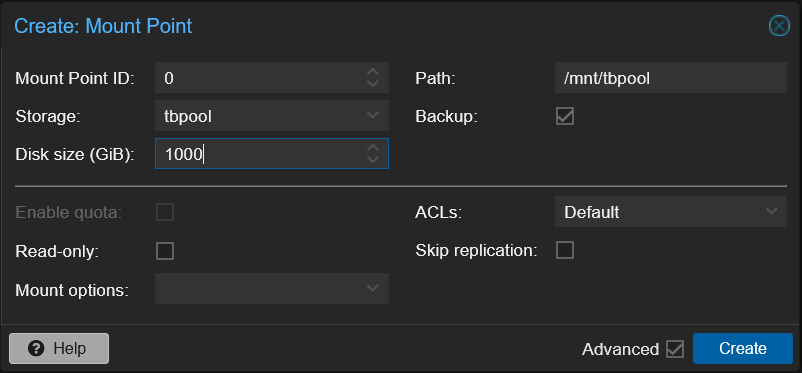 Create: Mount Point
Mount Point ID: 0 Path: /mnt/tbpool
Storage: tbpool Backup:
Disk size (GiB): 1000
Enable quota: ACLs: Default
Read-only: Skip replication:
Mount options:
? Help Advanced Create